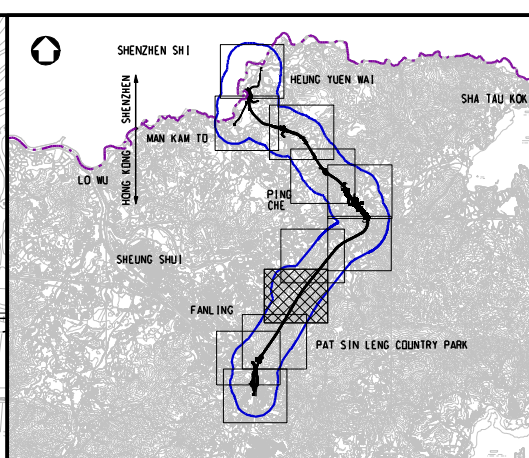 SHENZHEN SHI
HEUNG YUEN WAI
SHENZHEN
SHA TAU KOK
MAN KAM TO
HONG KONG
LO WU
PING
CHE
SHEUNG SHUI
FANLING
PAT SIN LENG COUNTRY PARK